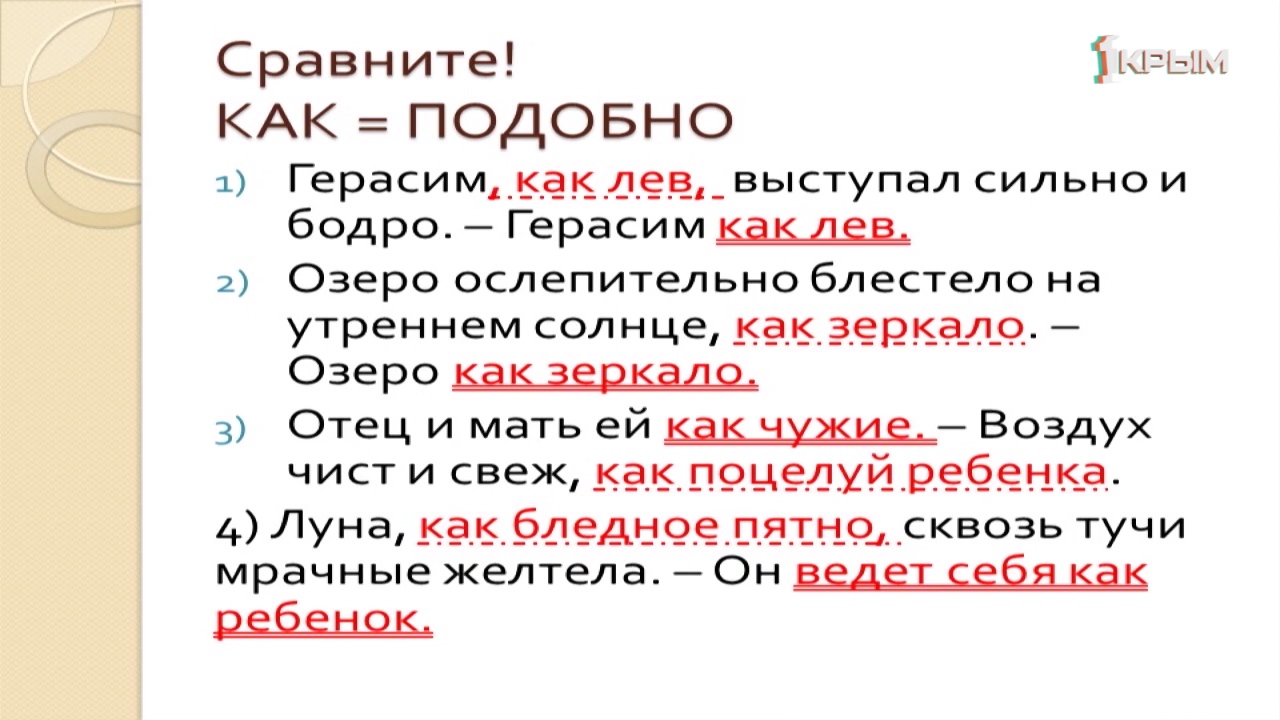 Сравните!
1КРЫМ
КАК = ПОДОБНО
1) Герасим, как лев, выступал сильно и
бодро. – Герасим как лев.
2) Озеро ослепительно блестело на
утреннем солнце, как зеркало. –
Озеро как зеркало.
3) Отец и мать ей как чужие. – Воздух
чист и свеж, как поцелуй ребенка.
4) Луна, как бледное пятно, сквозь тучи
мрачные желтела. – Он ведет себя как
ребенок.